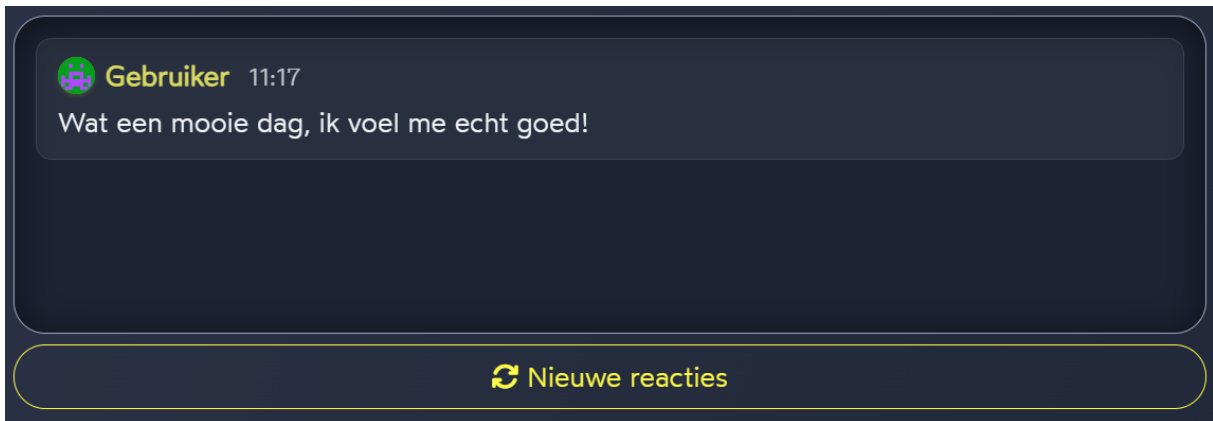 Gebruiker 11:17
Wat een mooie dag, ik voel me echt goed!
Nieuwe reacties